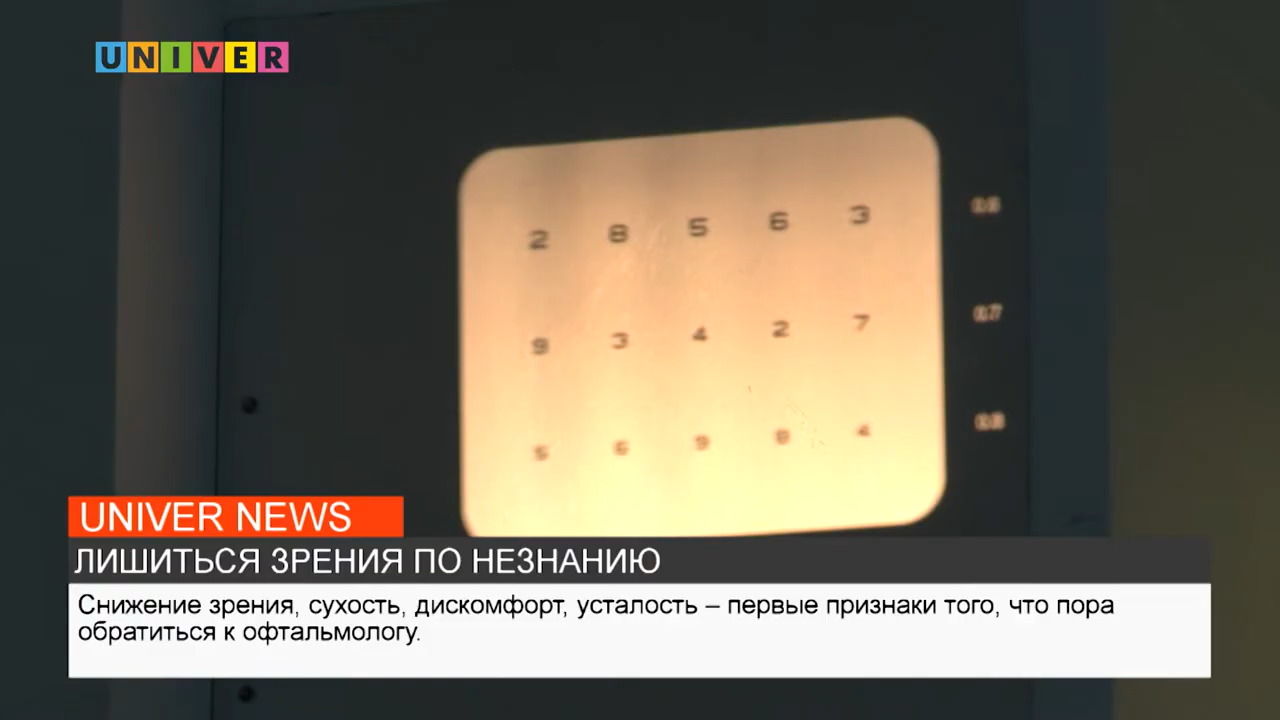 UNIVER
2 8 5 6 3
9 3 4 2 7
5 6 9 8 4
UNIVER NEWS
ЛИШИТЬСЯ ЗРЕНИЯ ПО НЕЗНАНИЮ
Снижение зрения, сухость, дискомфорт, усталость – первые признаки того, что пора
обратиться к офтальмологу.